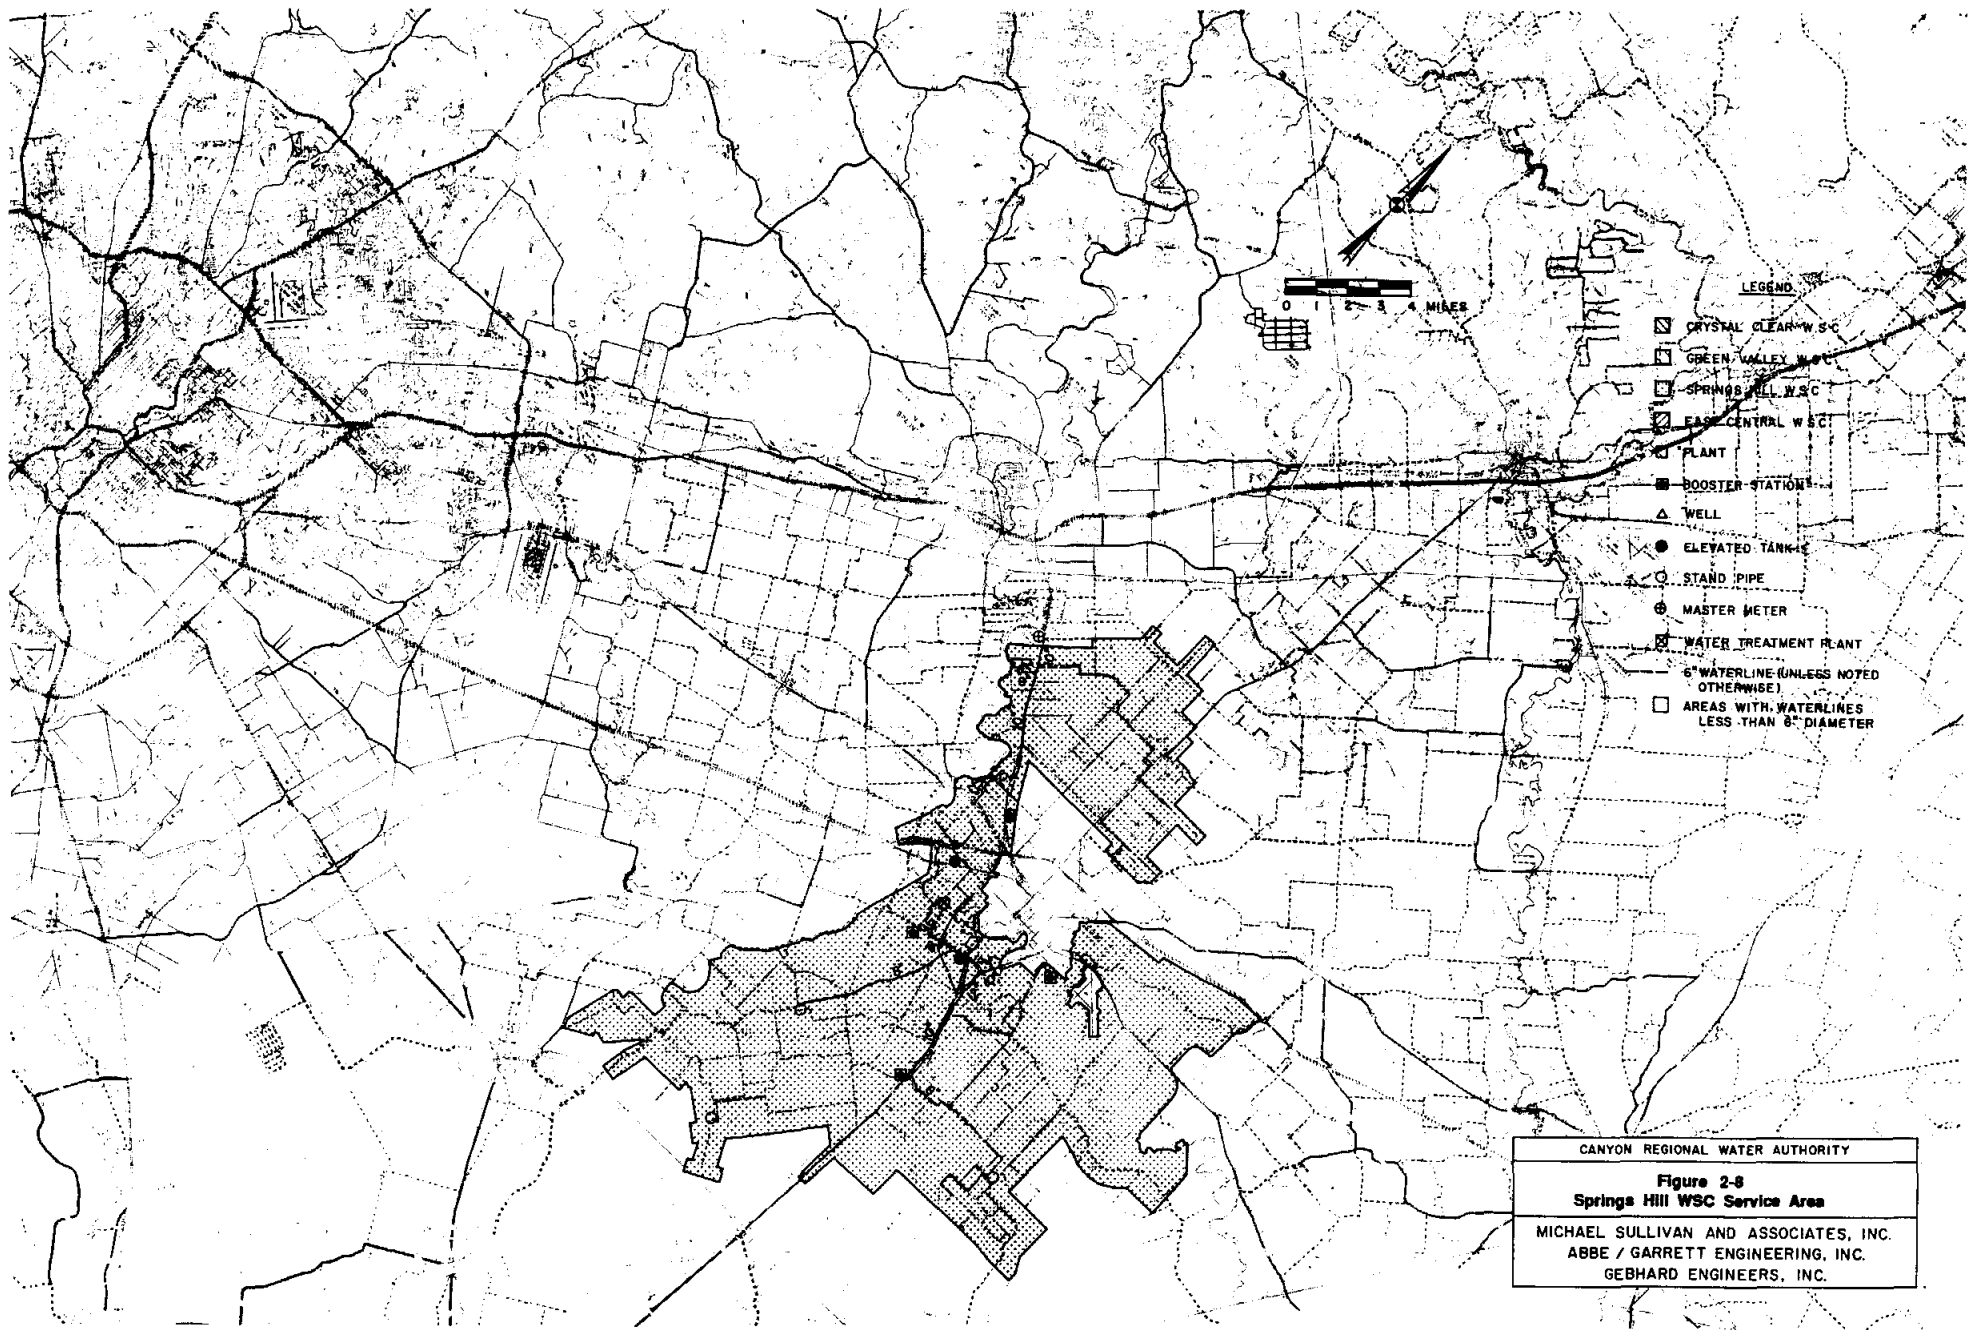 0 1 2 3 4 MILES
LEGEND
CRYSTAL CLEAR W.S.C
GREEN VALLEY W.S.C.
SPRINGS HILL W.S.C
EAST CENTRAL W.S.C
PLANT
BOOSTER STATION
WELL
ELEVATED TANK
STAND PIPE
MASTER METER
WATER TREATMENT PLANT
6" WATERLINE (UNLESS NOTED
OTHERWISE)
AREAS WITH WATERLINES
LESS THAN 6" DIAMETER
CANYON REGIONAL WATER AUTHORITY
Figure 2-8
Springs Hill WSC Service Area
MICHAEL SULLIVAN AND ASSOCIATES, INC.
ABBE / GARRETT ENGINEERING, INC.
GEBHARD ENGINEERS, INC.